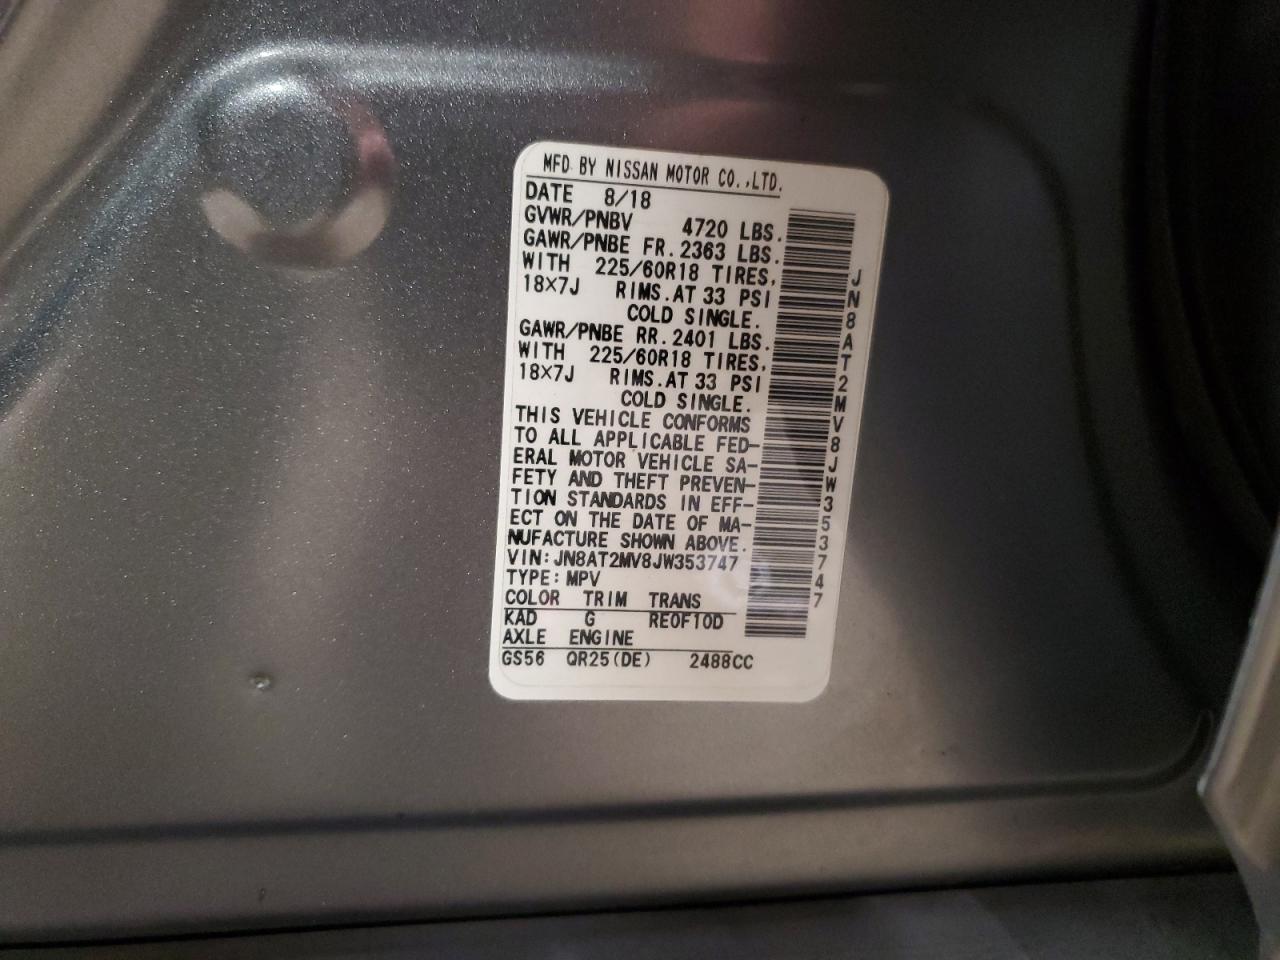 MFD BY NISSAN MOTOR CO.,LTD.
DATE 8/18
GVWR/PNBV 4720 LBS.
GAWR/PNBE FR. 2363 LBS.
WITH 225/60R18 TIRES,
18X7J RIMS. AT 33 PSI
COLD SINGLE.
GAWR/PNBE RR. 2401 LBS.
WITH 225/60R18 TIRES,
18X7J RIMS. AT 33 PSI
COLD SINGLE.
THIS VEHICLE CONFORMS
TO ALL APPLICABLE FED-
ERAL MOTOR VEHICLE SA-
FETY AND THEFT PREVEN-
TION STANDARDS IN EFF-
ECT ON THE DATE OF MA-
NUFACTURE SHOWN ABOVE.
VIN: JN8AT2MV8JW353747
TYPE: MPV
COLOR TRIM TRANS
KAD G RE0F10D
AXLE ENGINE
GS56 QR25(DE) 2488CC
JN8AT2MV8JW353747